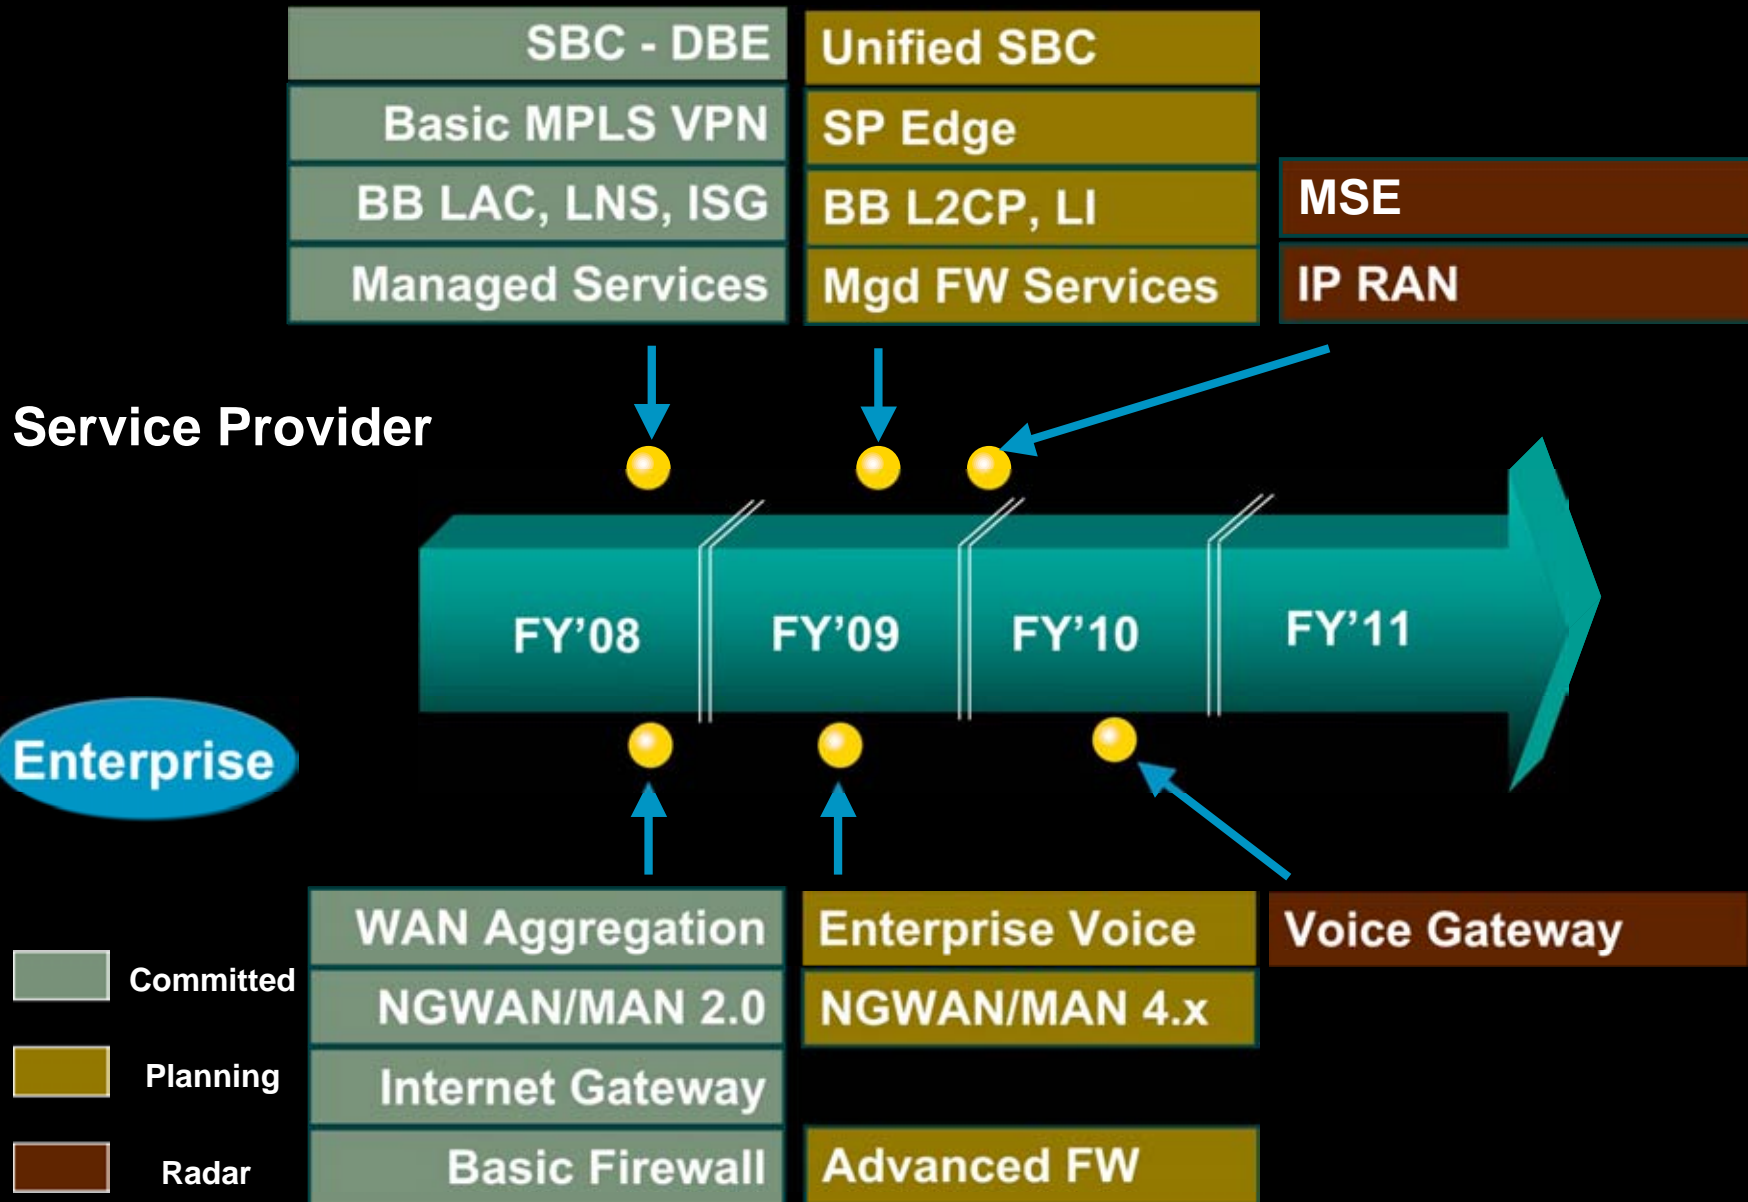 SBC - DBE
Unified SBC
Basic MPLS VPN
SP Edge
BB LAC, LNS, ISG
BB L2CP, LI
MSE
Managed Services
Mgd FW Services
IP RAN
Service Provider
FY'08
FY'09
FY'10
FY'11
Enterprise
WAN Aggregation
Enterprise Voice
Voice Gateway
Committed
NGWAN/MAN 2.0
NGWAN/MAN 4.x
Planning
Internet Gateway
Radar
Basic Firewall
Advanced FW